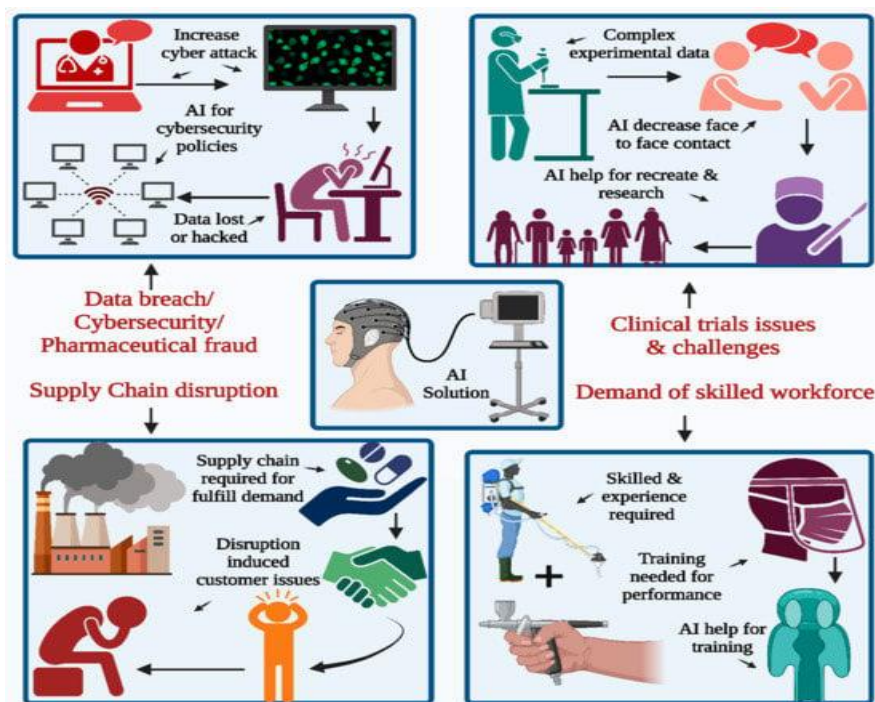 Increase
cyber attack
AI for
cybersecurity
policies
Data lost
or hacked
Complex
experimental data
AI decrease face
to face contact
AI help for recreate &
research
Data breach/
Cybersecurity/
Pharmaceutical fraud
Supply Chain disruption
AI
Solution
Clinical trials issues
& challenges
Demand of skilled workforce
Supply chain
required for
fulfill demand
Disruption
induced
customer issues
Skilled &
experience
required
+
Training
needed for
performance
AI help for
training